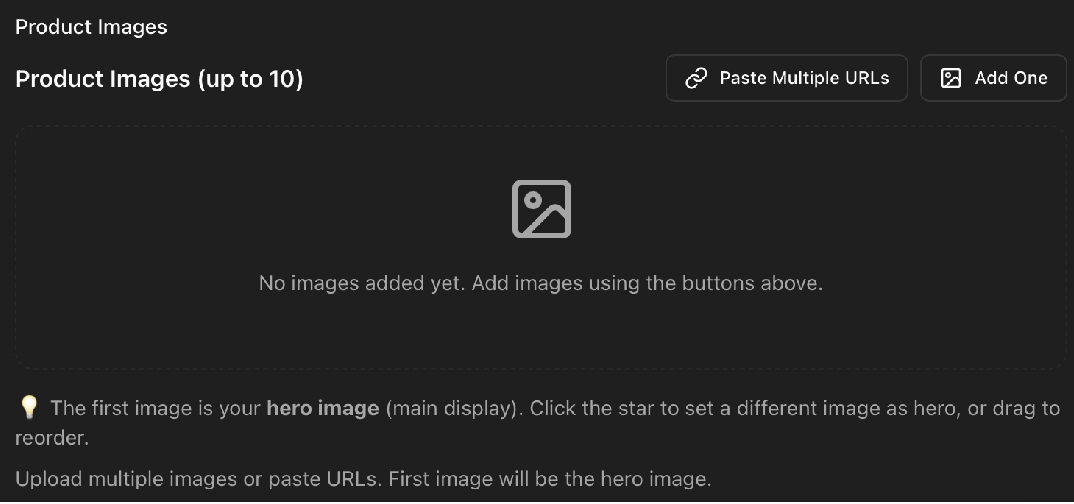 Product Images
Product Images (up to 10)
Paste Multiple URLs
Add One
No images added yet. Add images using the buttons above.
💡 The first image is your hero image (main display). Click the star to set a different image as hero, or drag to
reorder.
Upload multiple images or paste URLs. First image will be the hero image.